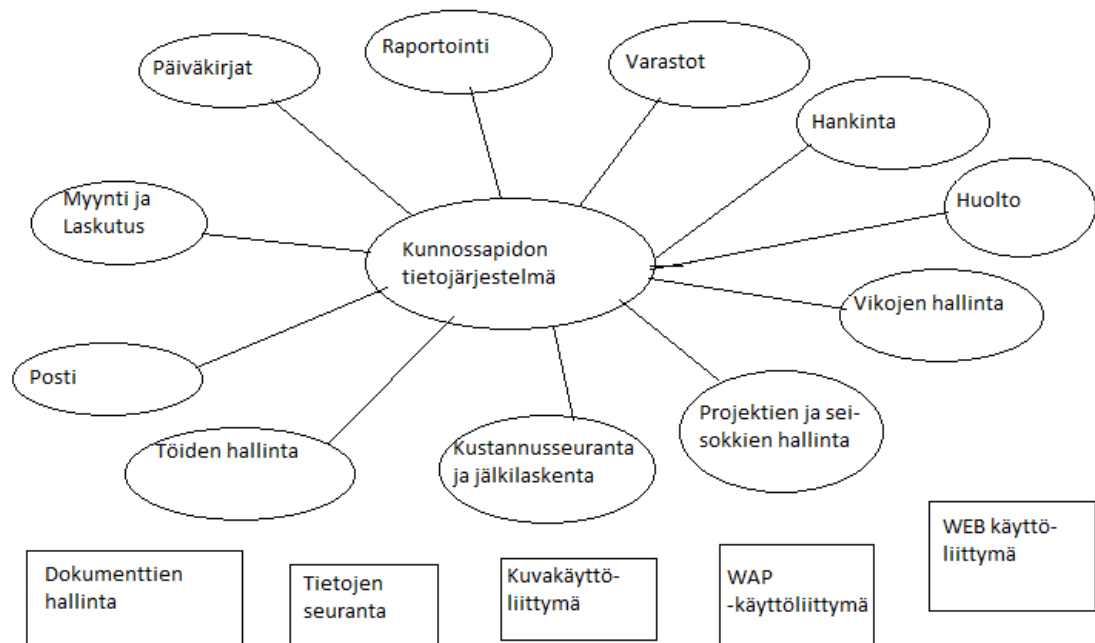 Raportointi
Päiväkirjat
Varastot
Hankinta
Myynti ja
Laskutus
Huolto
Kunnossapidon
tietojärjestelmä
Vikojen hallinta
Posti
Projektien ja sei-
sokkien hallinta
Töiden hallinta
Kustannusseuranta
ja jälkilaskenta
WEB käyttö-
liittymä
Dokumenttien
hallinta
Tietojen
seuranta
Kuvakäyttö-
liittymä
WAP
-käyttöliittymä